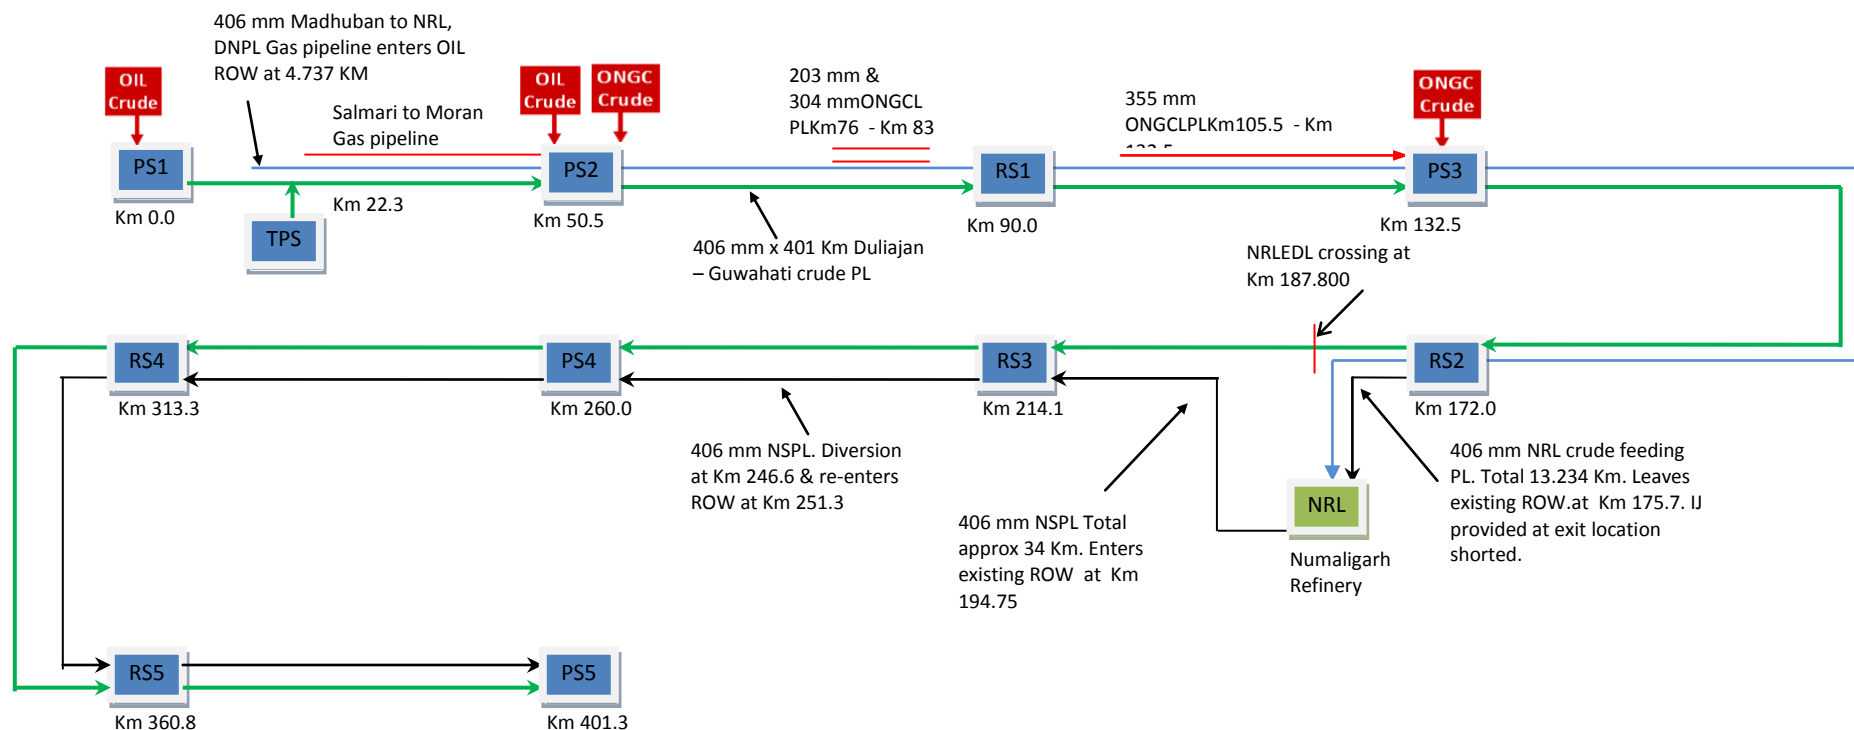 406 mm Madhuban to NRL,
DNPL Gas pipeline enters OIL
ROW at 4.737 KM
OIL
Crude
Salmari to Moran
Gas pipeline
OIL
Crude
ONGC
Crude
203 mm &
304 mmONGCL
PLKm76 - Km 83
355 mm
ONGCLPLKm105.5 - Km
ONGC
Crude
PS1
Km 0.0
TPS
Km 22.3
PS2
Km 50.5
406 mm x 401 Km Duliajan
– Guwahati crude PL
RS1
Km 90.0
PS3
Km 132.5
NRLEDL crossing at
Km 187.800
RS4
Km 313.3
PS4
Km 260.0
RS3
Km 214.1
RS2
Km 172.0
406 mm NSPL. Diversion
at Km 246.6 & re-enters
ROW at Km 251.3
406 mm NSPL Total
approx 34 Km. Enters
existing ROW at Km
194.75
NRL
Numaligarh
Refinery
406 mm NRL crude feeding
PL. Total 13.234 Km. Leaves
existing ROW.at Km 175.7. IJ
provided at exit location
shorted.
RS5
Km 360.8
PS5
Km 401.3